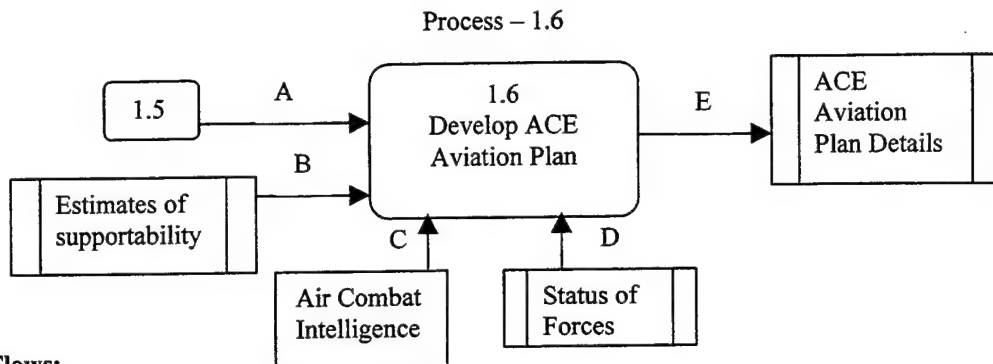 Process – 1.6
1.5
A
1.6
Develop ACE
Aviation Plan
E
ACE
Aviation
Plan Details
B
Estimates of
supportability
C
D
Air Combat
Intelligence
Status of
Forces